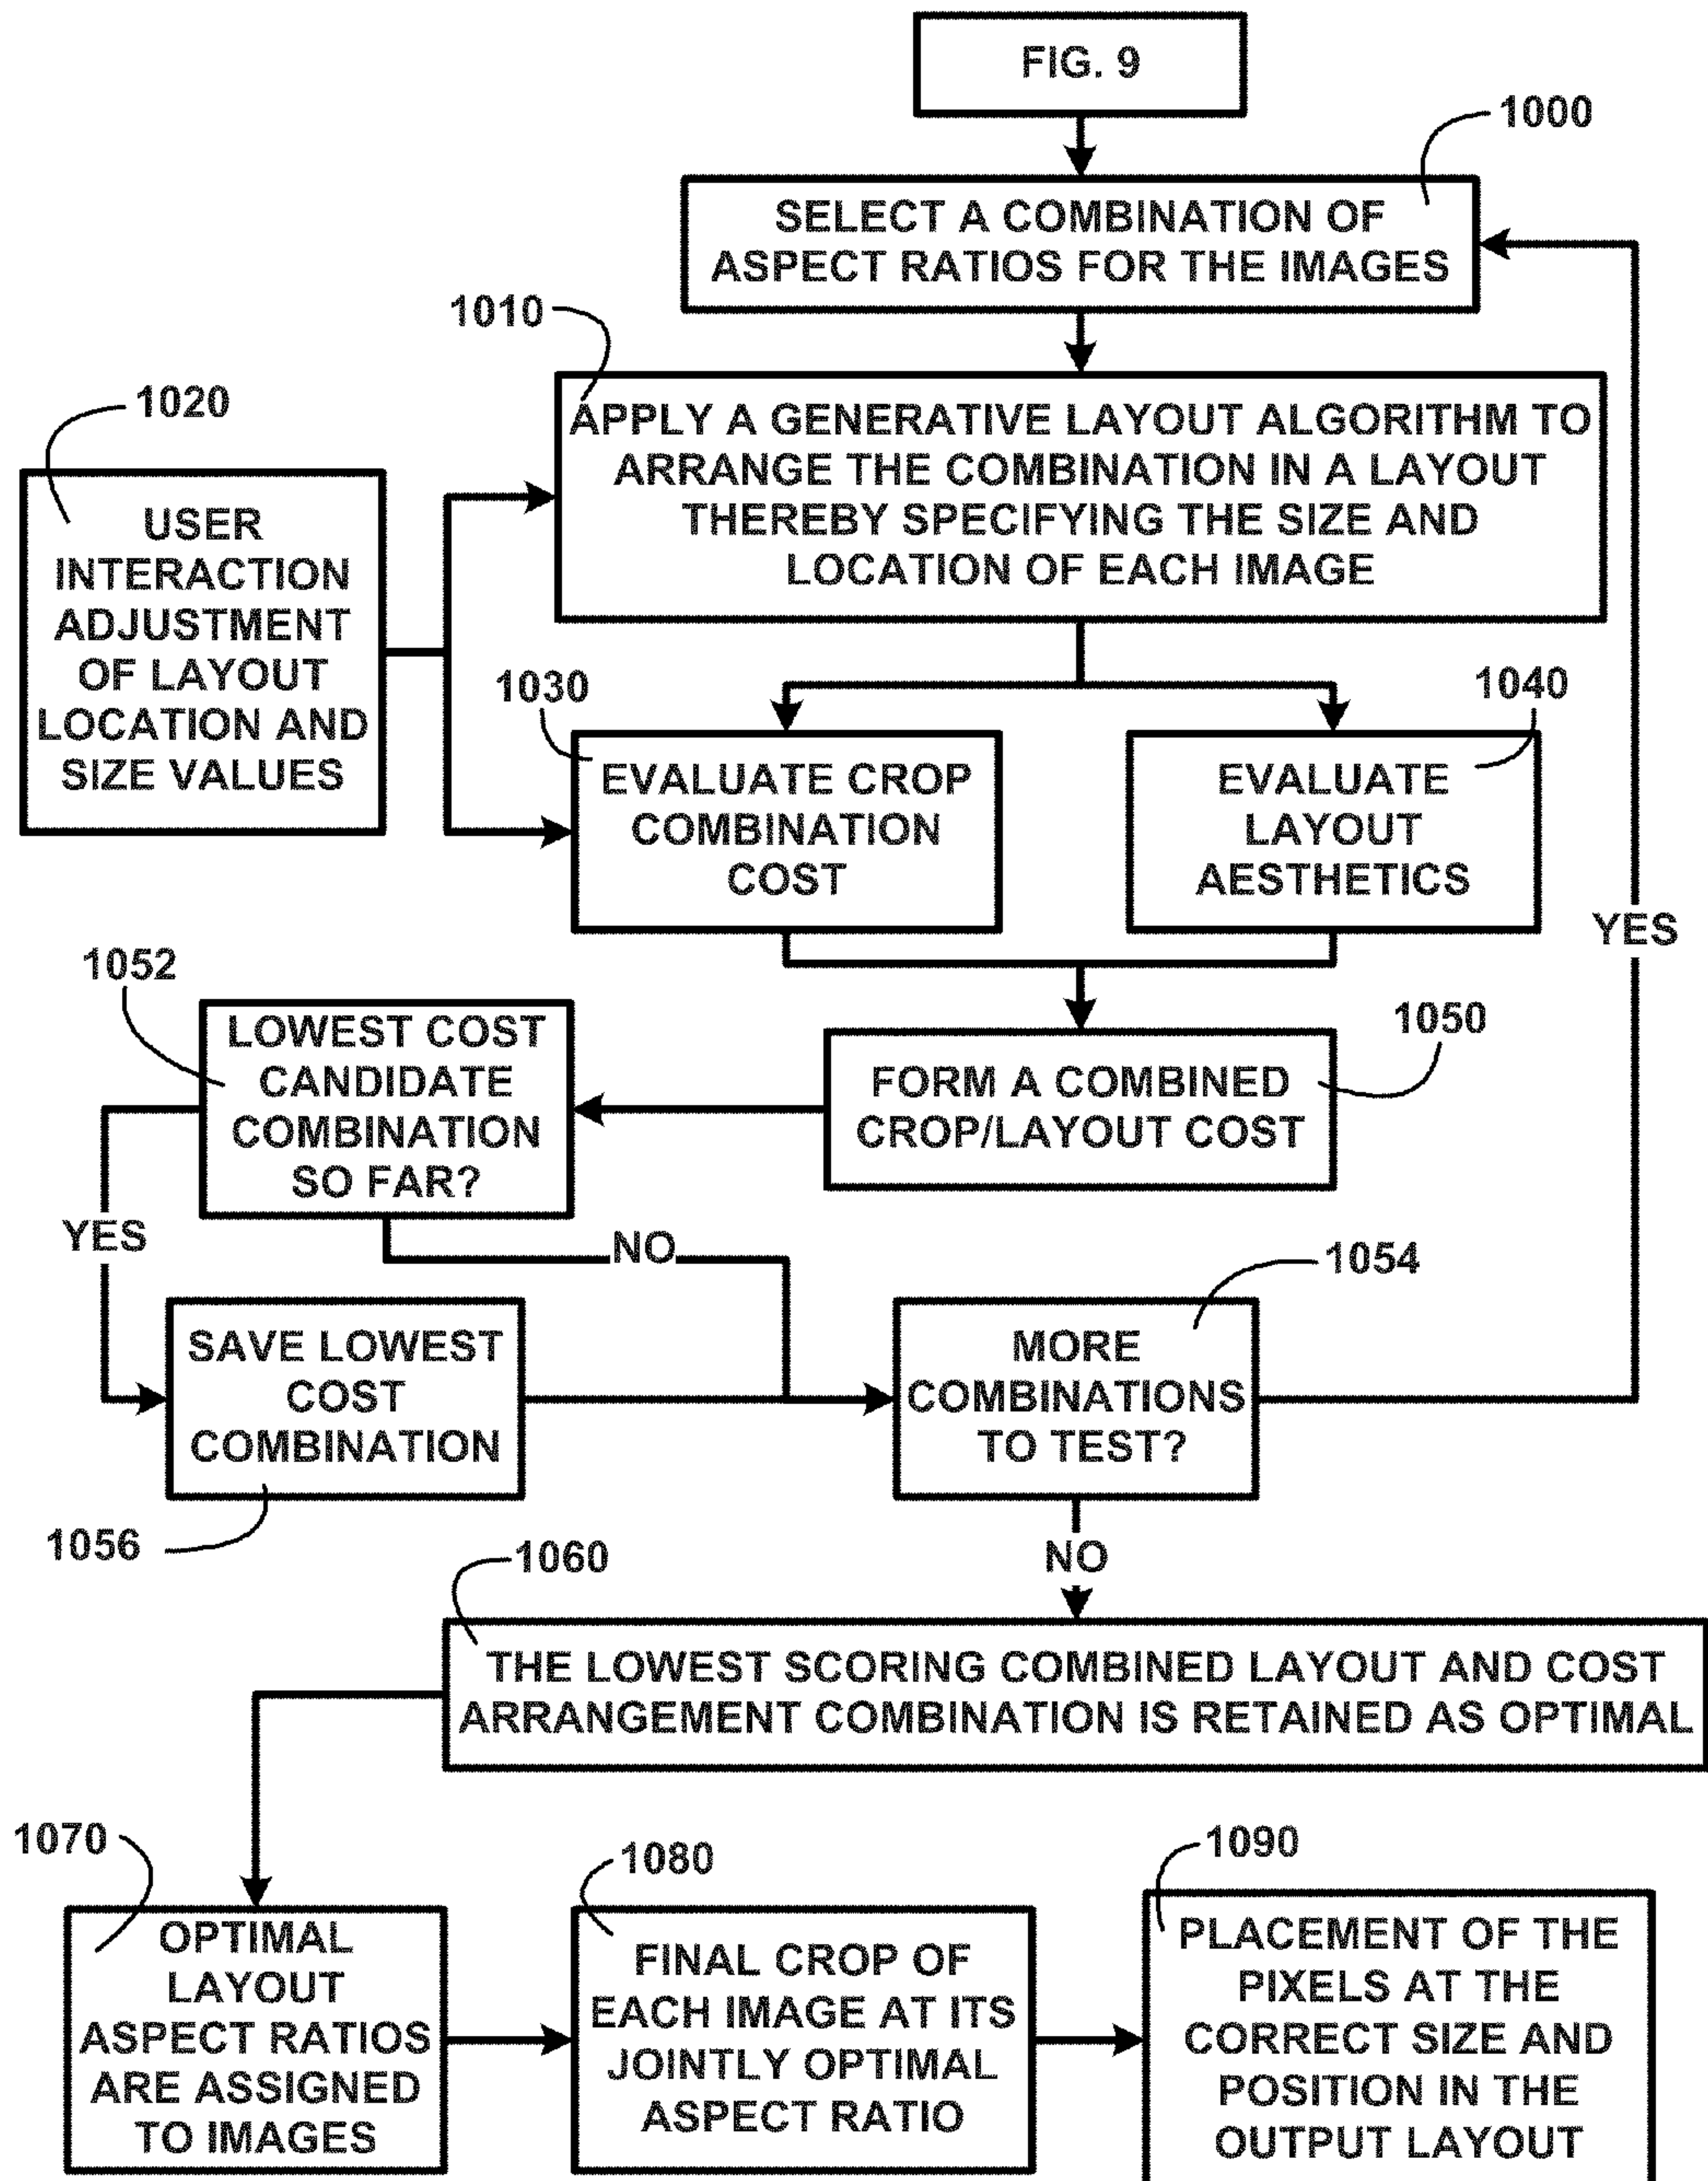 FIG. 9
1000
SELECT A COMBINATION OF
ASPECT RATIOS FOR THE IMAGES
1010
APPLY A GENERATIVE LAYOUT ALGORITHM TO
ARRANGE THE COMBINATION IN A LAYOUT
THEREBY SPECIFYING THE SIZE AND
LOCATION OF EACH IMAGE
1020
USER
INTERACTION
ADJUSTMENT
OF LAYOUT
LOCATION AND
SIZE VALUES
1030
EVALUATE CROP
COMBINATION
COST
1040
EVALUATE
LAYOUT
AESTHETICS
YES
1050
FORM A COMBINED
CROP/LAYOUT COST
1052
LOWEST COST
CANDIDATE
COMBINATION
SO FAR?
YES
NO
1054
MORE
COMBINATIONS
TO TEST?
SAVE LOWEST
COST
COMBINATION
1056
NO
1060
THE LOWEST SCORING COMBINED LAYOUT AND COST
ARRANGEMENT COMBINATION IS RETAINED AS OPTIMAL
1070
OPTIMAL
LAYOUT
ASPECT RATIOS
ARE ASSIGNED
TO IMAGES
1080
FINAL CROP OF
EACH IMAGE AT ITS
JOINTLY OPTIMAL
ASPECT RATIO
1090
PLACEMENT OF THE
PIXELS AT THE
CORRECT SIZE AND
POSITION IN THE
OUTPUT LAYOUT